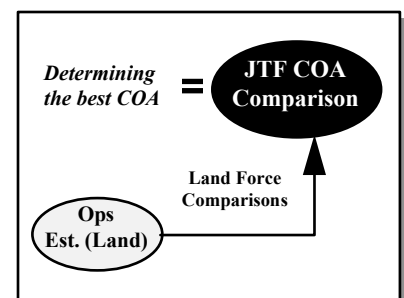 Determining
the best COA
=
JTF COA
Comparison
Land Force
Comparisons
Ops
Est. (Land)